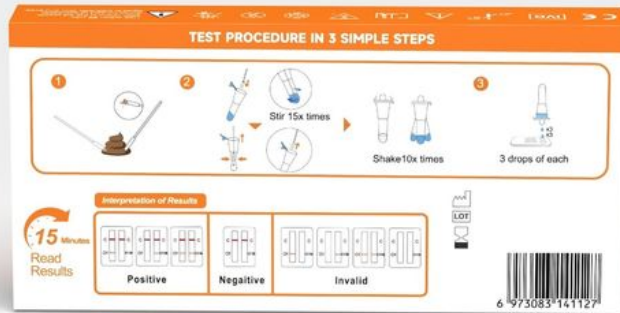 TEST PROCEDURE IN 3 SIMPLE STEPS
1
2
3
Stir 15x times
Shake10x times
3 drops of each
Interpretation of Results
15 Minutes
Read
Results
Positive
Negaitive
Invalid
LOT
6 973083 141127